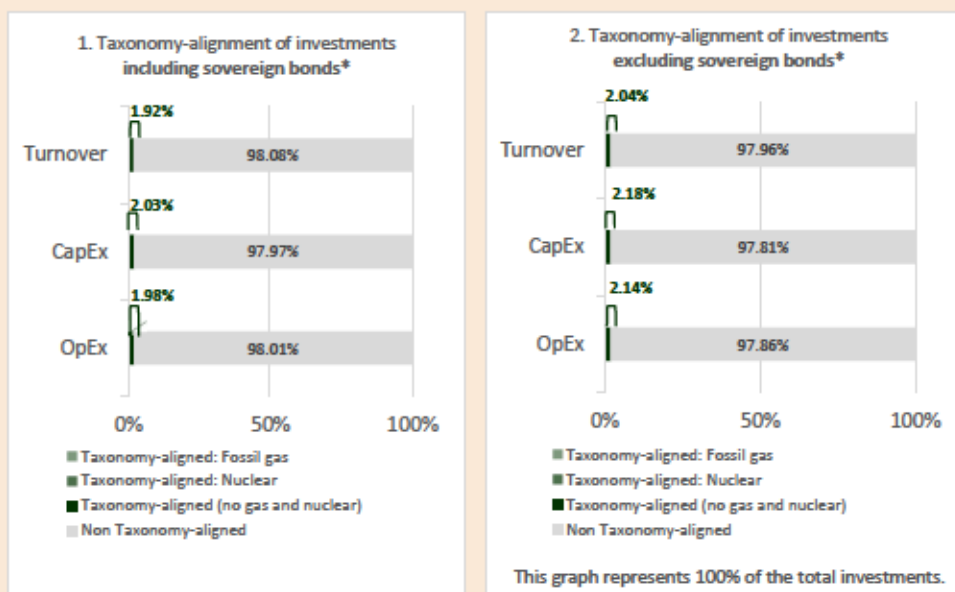 1. Taxonomy-alignment of investments
including sovereign bonds*
1.92%
Turnover
98.08%
2.03%
CapEx
97.97%
1.98%
OpEx
98.01%
0%
50%
100%
Taxonomy-aligned: Fossil gas
Taxonomy-aligned: Nuclear
Taxonomy-aligned (no gas and nuclear)
Non Taxonomy-aligned
2. Taxonomy-alignment of investments
excluding sovereign bonds*
2.04%
Turnover
97.96%
2.18%
CapEx
97.81%
2.14%
OpEx
97.86%
0%
50%
100%
Taxonomy-aligned: Fossil gas
Taxonomy-aligned: Nuclear
Taxonomy-aligned (no gas and nuclear)
Non Taxonomy-aligned
This graph represents 100% of the total investments.